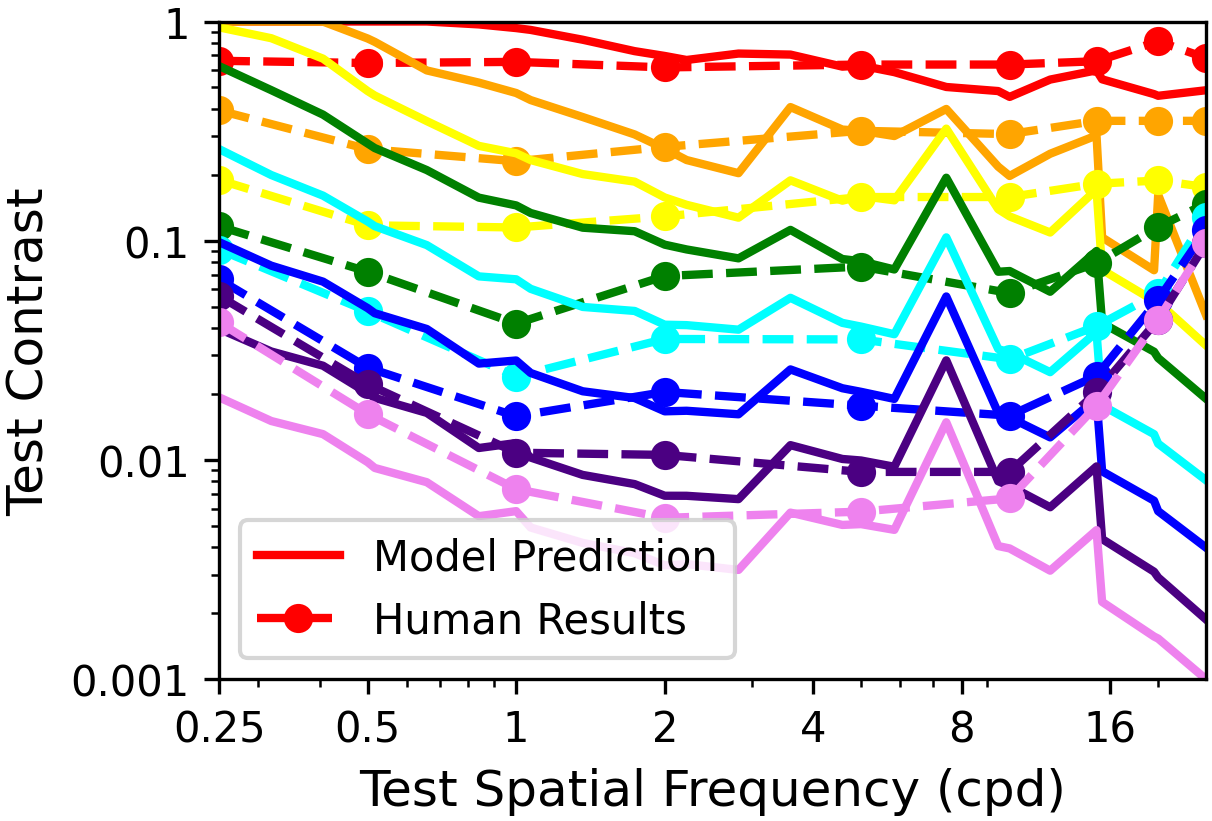 1
0.1
0.01
0.001
Test Contrast
Model Prediction
Human Results
0.25 0.5 1 2 4 8 16
Test Spatial Frequency (cpd)